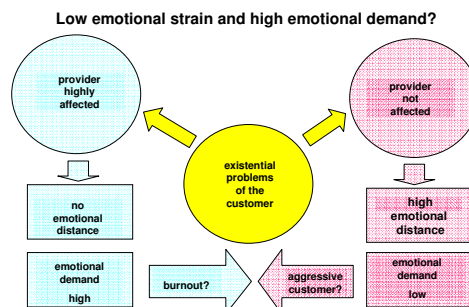 Low emotional strain and high emotional demand?
provider
highly
affected
provider
not
affected
existential
problems
of the
customer
no
emotional
distance
high
emotional
distance
emotional
demand
high
burnout?
aggressive
customer?
emotional
demand
low